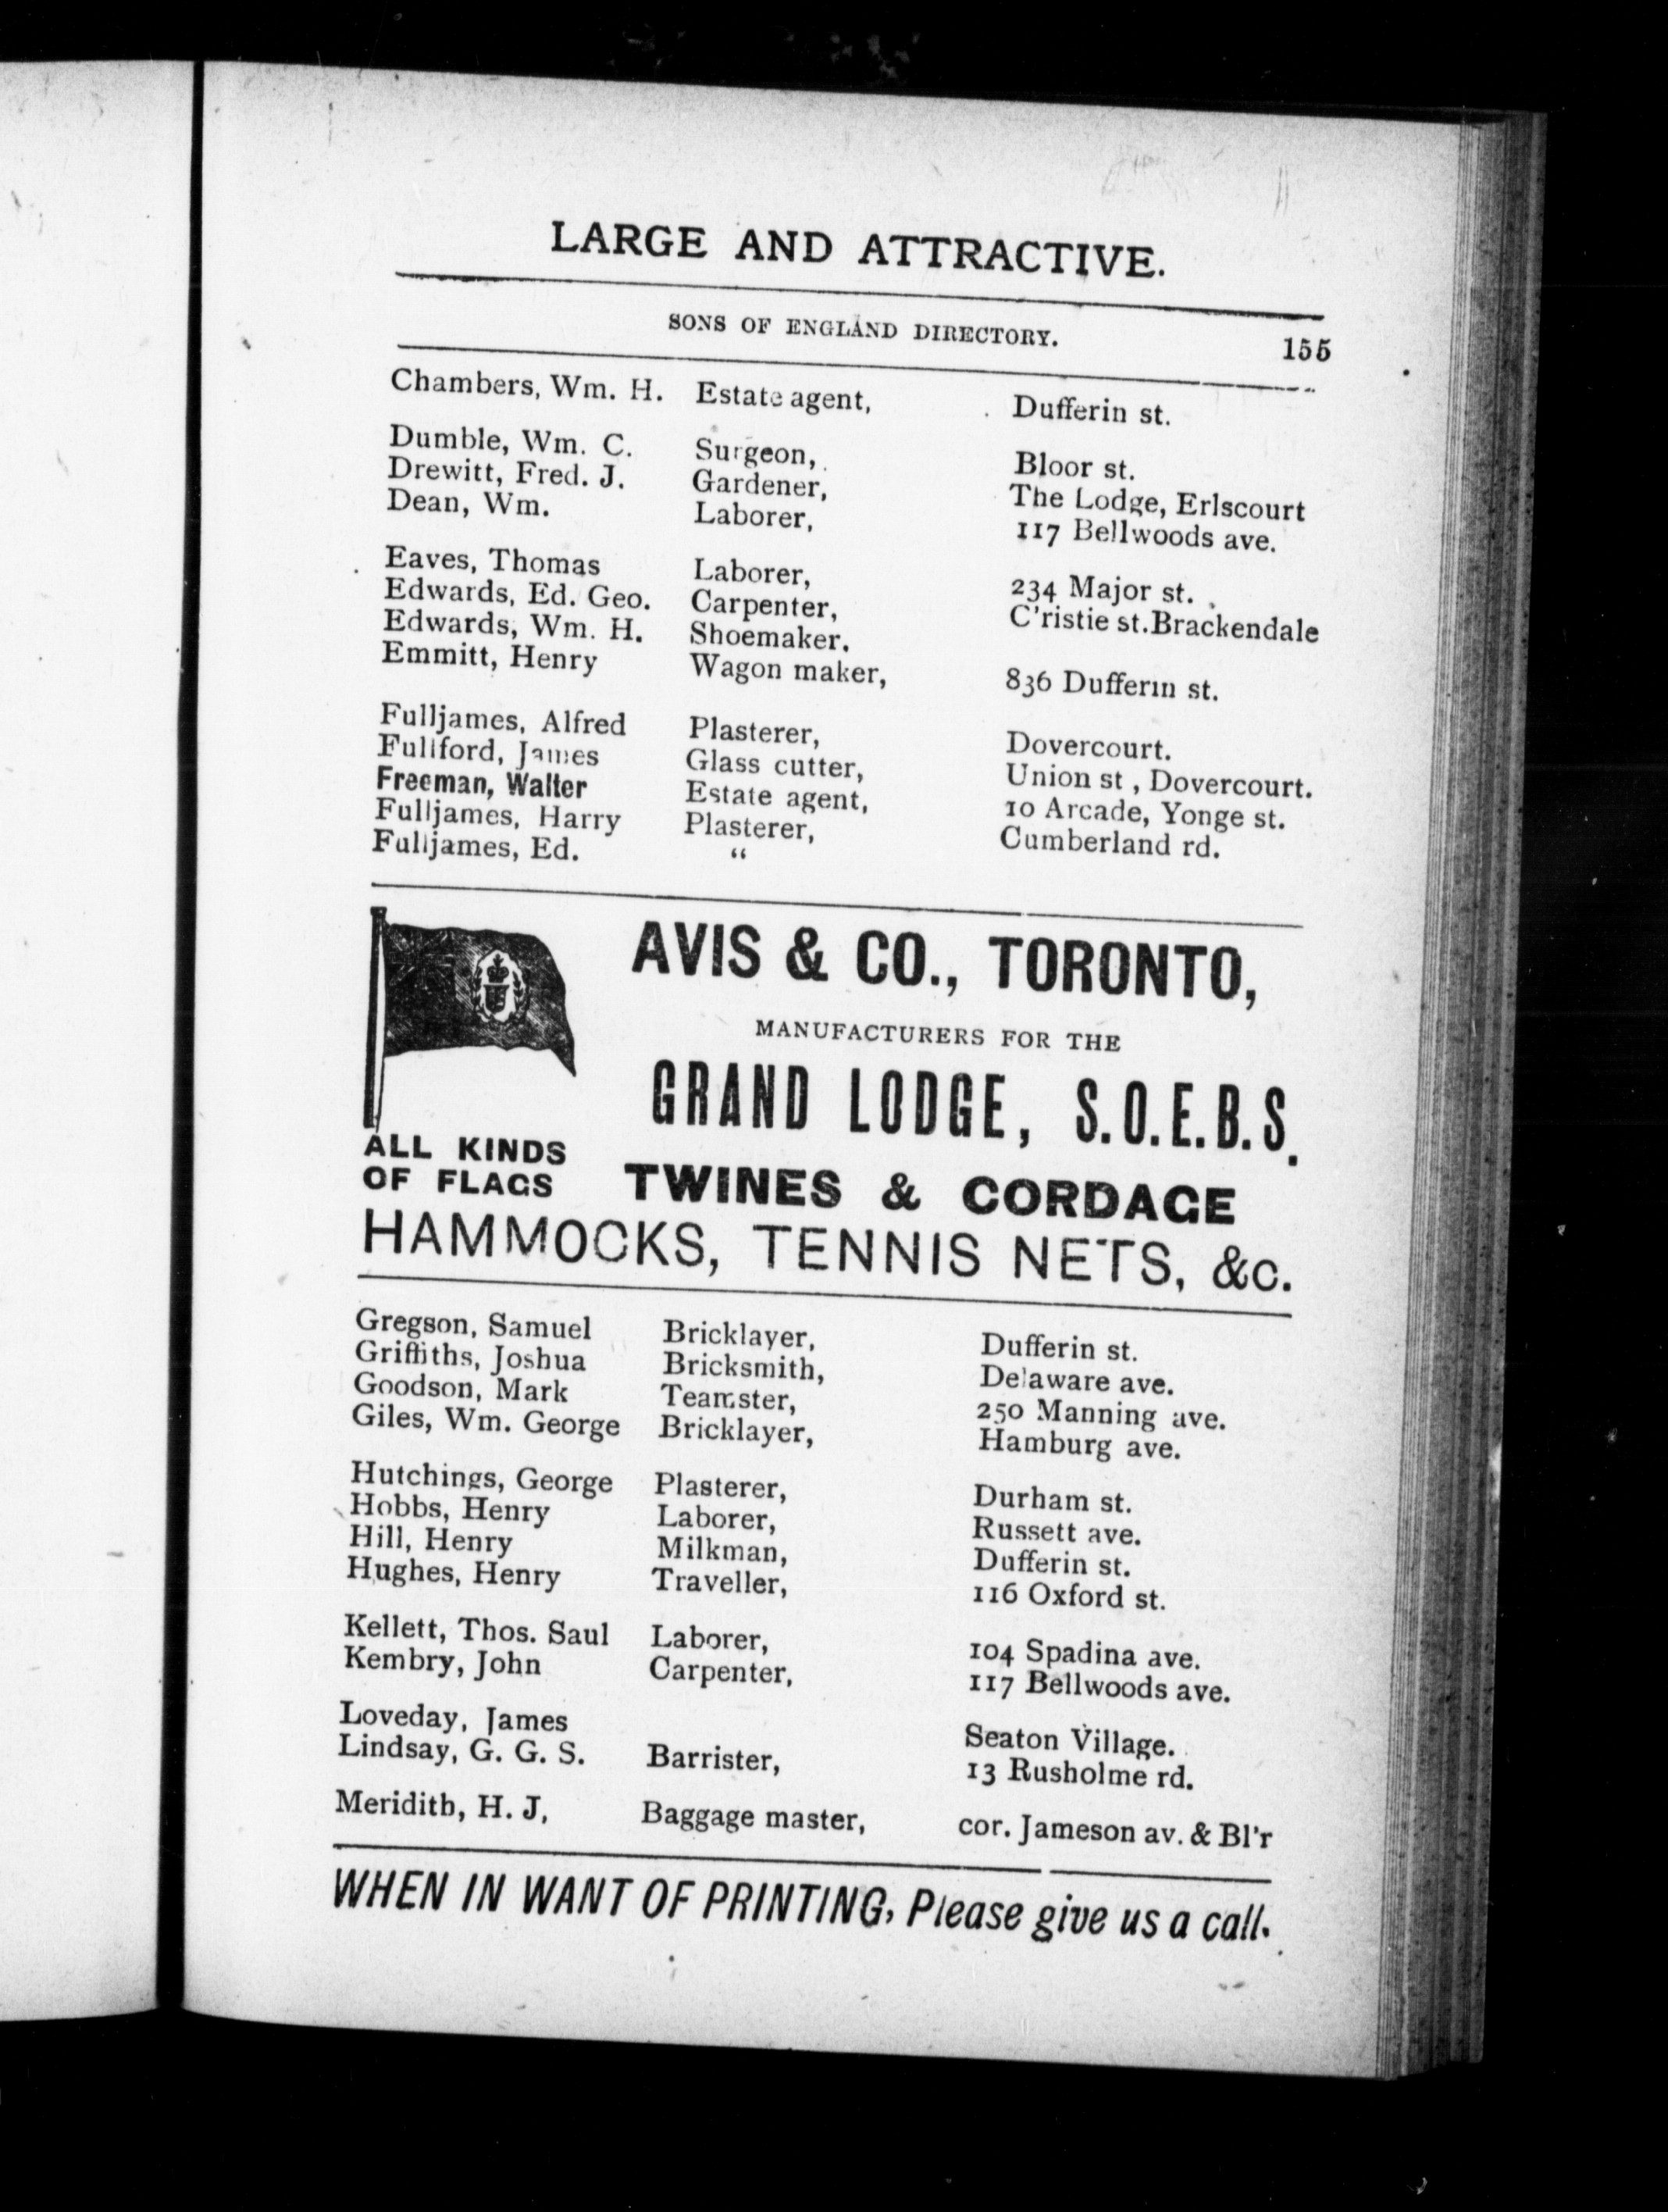 LARGE AND ATTRACTIVE.
SONS OF ENGLAND DIRECTORY. 155
Chambers, Wm. H. Estate agent, Dufferin st.
Dumble, Wm. C. Surgeon, Bloor st.
Drewitt, Fred. J. Gardener, The Lodge, Erlscourt
Dean, Wm. Laborer, 117 Bellwoods ave.
Eaves, Thomas Laborer, 234 Major st.
Edwards, Ed. Geo. Carpenter, C'ristie st.Brackendale
Edwards, Wm. H. Shoemaker,
Emmitt, Henry Wagon maker, 836 Dufferin st.
Fulljames, Alfred Plasterer, Dovercourt.
Fullford, James Glass cutter, Union st , Dovercourt.
Freeman, Walter Estate agent, 10 Arcade, Yonge st.
Fulljames, Harry Plasterer, Cumberland rd.
Fulljames, Ed. “
AVIS & CO., TORONTO,
MANUFACTURERS FOR THE
GRAND LODGE, S.O.E.B.S.
ALL KINDS
OF FLAGS
TWINES & CORDAGE
HAMMOCKS, TENNIS NETS, &c.
Gregson, Samuel Bricklayer, Dufferin st.
Griffiths, Joshua Bricksmith, Delaware ave.
Goodson, Mark Teamster, 250 Manning ave.
Giles, Wm. George Bricklayer, Hamburg ave.
Hutchings, George Plasterer, Durham st.
Hobbs, Henry Laborer, Russett ave.
Hill, Henry Milkman, Dufferin st.
Hughes, Henry Traveller, 116 Oxford st.
Kellett, Thos. Saul Laborer, 104 Spadina ave.
Kembry, John Carpenter, 117 Bellwoods ave.
Loveday, James Seaton Village.
Lindsay, G. G. S. Barrister, 13 Rusholme rd.
Meridith, H. J, Baggage master, cor. Jameson av. & Bl'r
WHEN IN WANT OF PRINTING, Please give us a call.